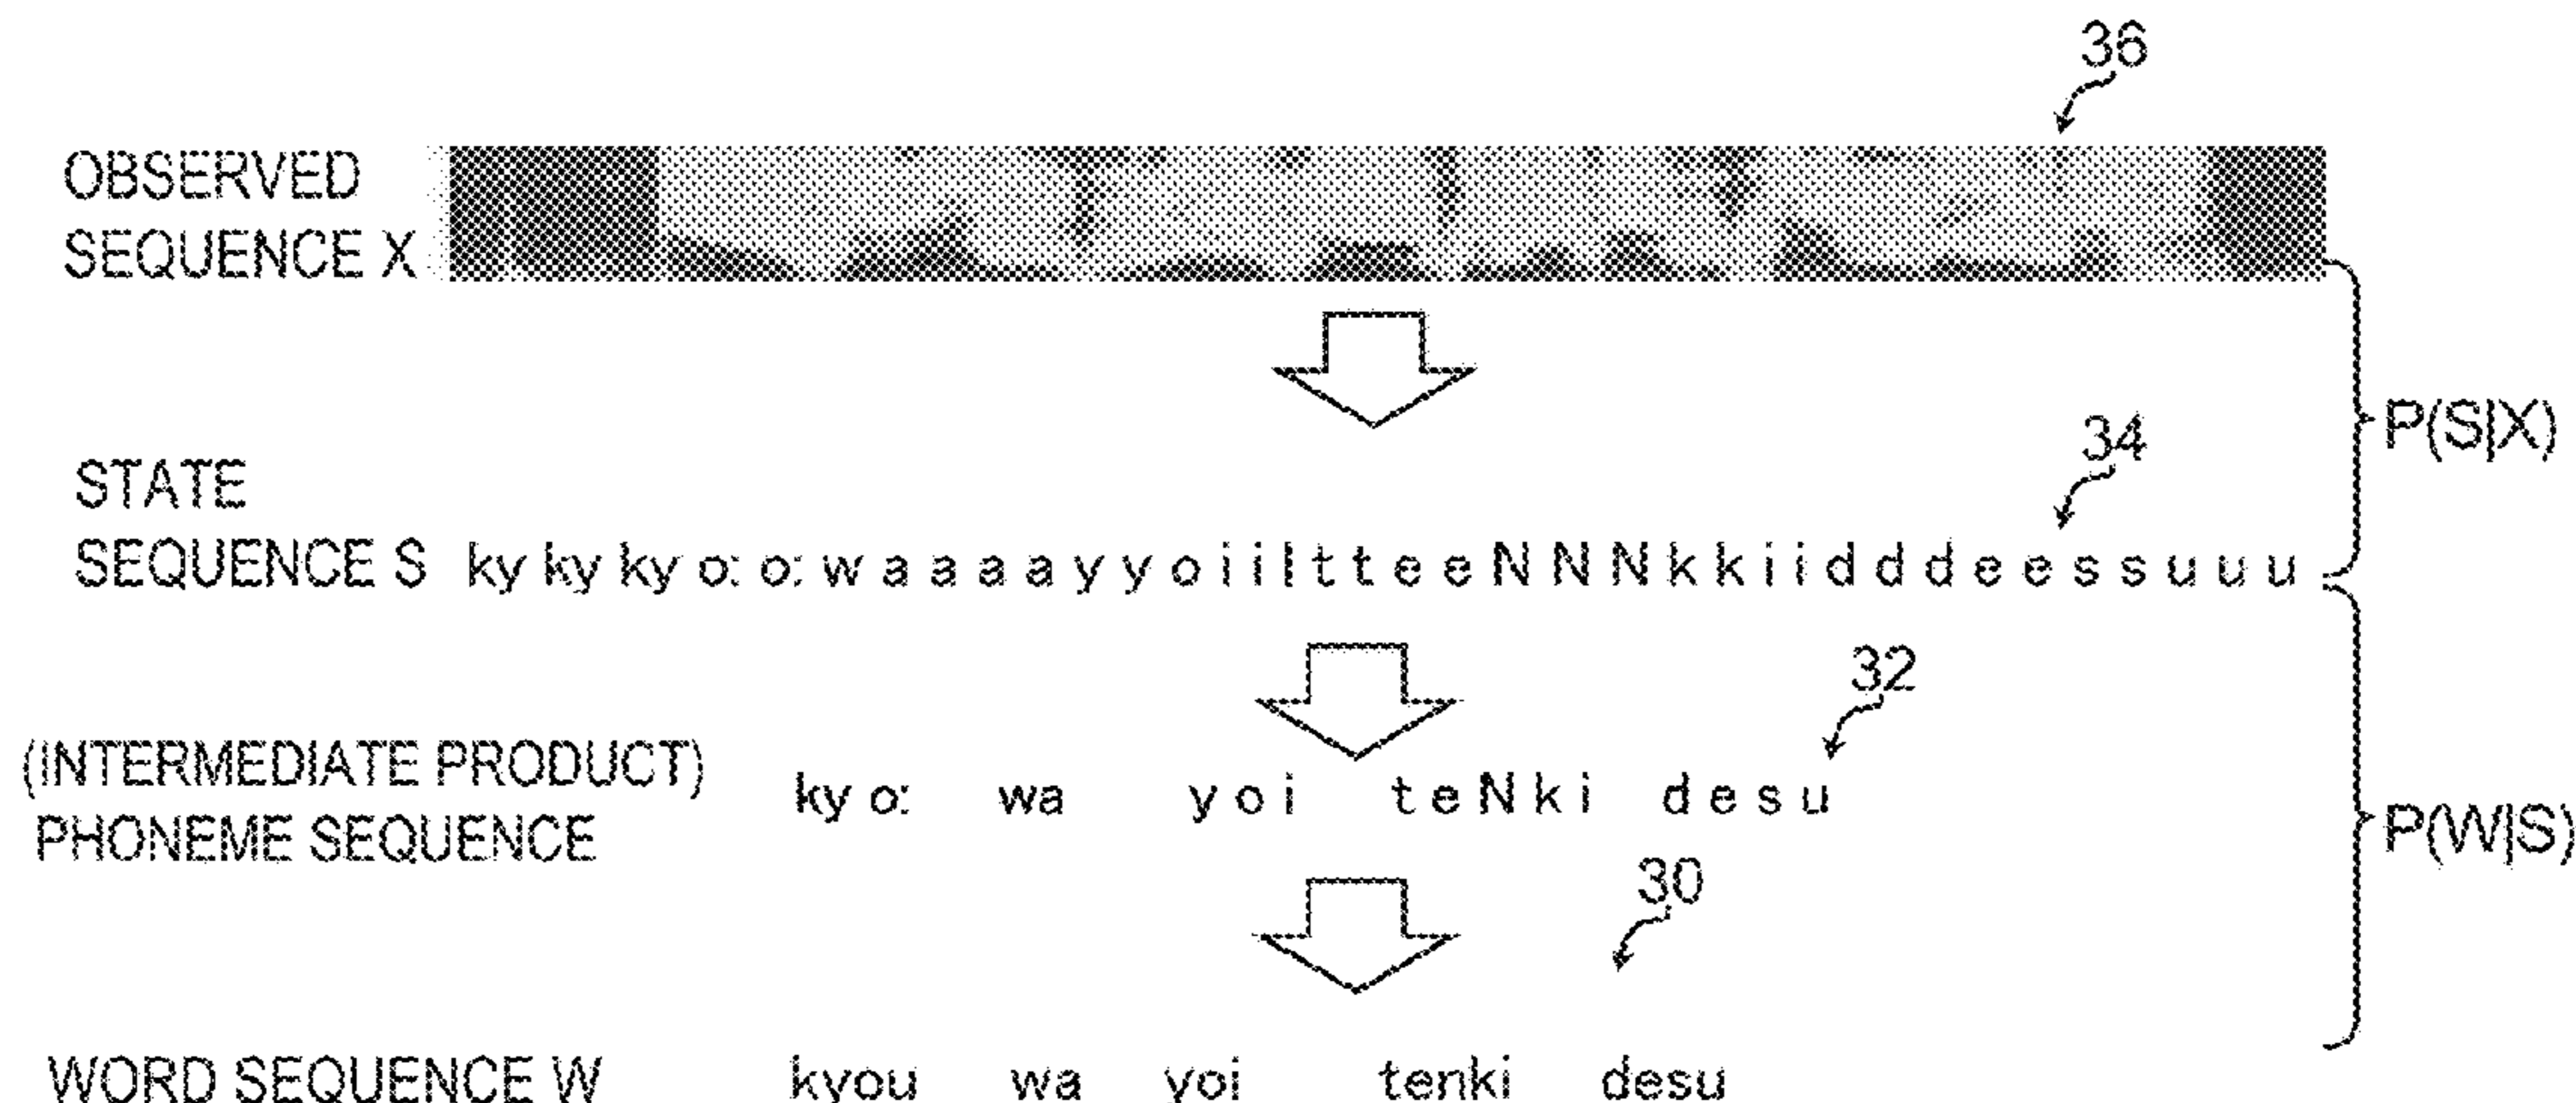 36
OBSERVED
SEQUENCE X
P(S|X)
34
STATE
SEQUENCE S ky ky ky o: o: w a a a a y y o i i l t t e e N N N k k i i d d d e e s s u u u
32
(INTERMEDIATE PRODUCT)
PHONEME SEQUENCE
ky o: wa y o i t e N k i d e s u
P(W|S)
30
WORD SEQUENCE W kyou wa yoi tenki desu